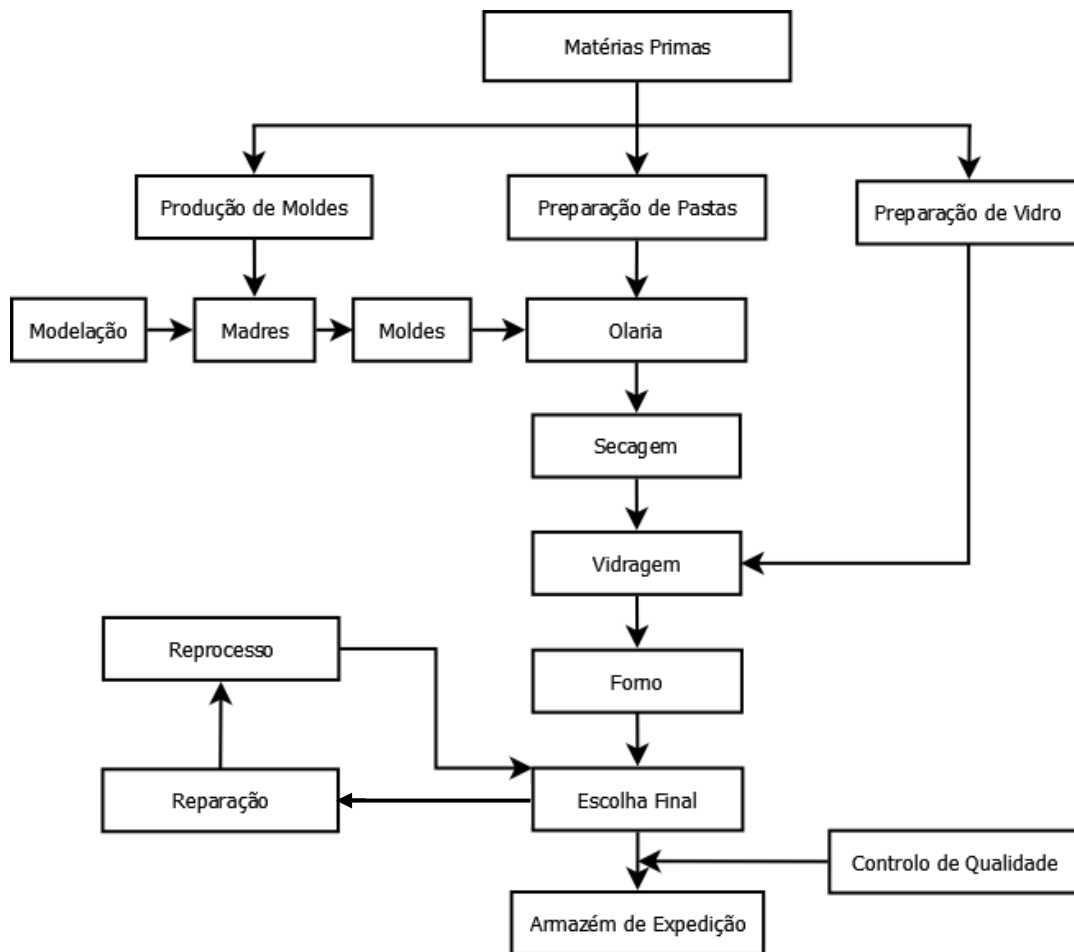 Matérias Primas
Produção de Moldes
Preparação de Pastas
Preparação de Vidro
Modelação
Madres
Moldes
Olaria
Secagem
Vidragem
Reprocesso
Forno
Reparação
Escolha Final
Controlo de Qualidade
Armazém de Expedição